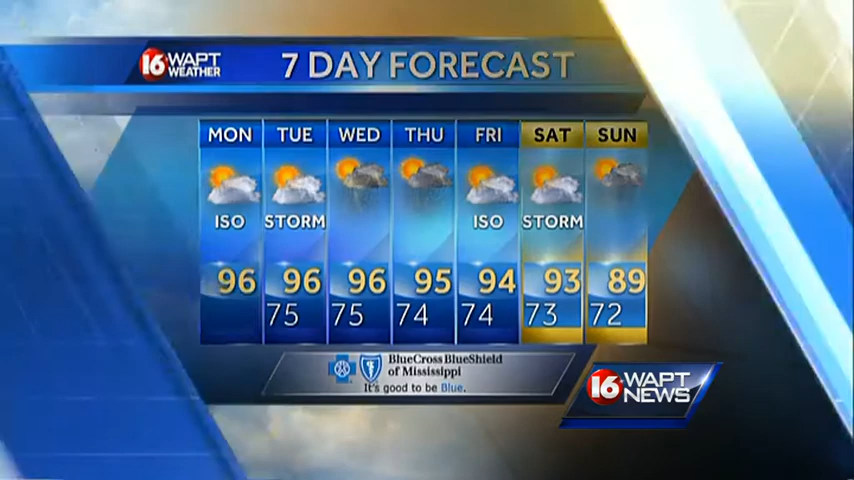 16 WAPT
WEATHER
7 DAY FORECAST
MON TUE WED THU FRI SAT SUN
ISO STORM ISO STORM
96 96 96 95 94 93 89
75 75 74 74 73 72
BlueCross BlueShield
of Mississippi
It's good to be Blue.
16 WAPT
NEWS